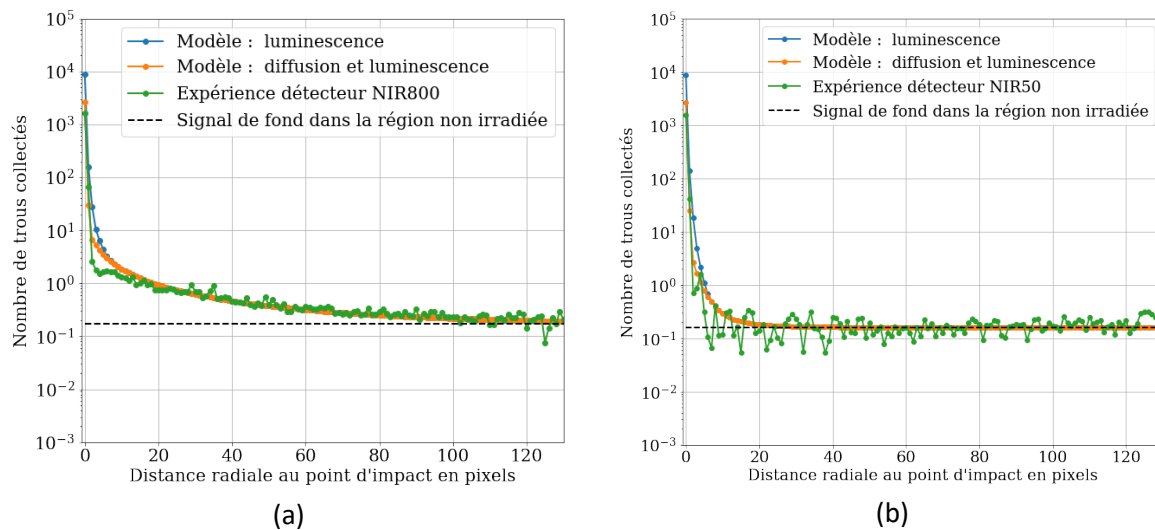 Nombre de trous collectés
10^5
10^4
10^3
10^2
10^1
10^0
10^-1
10^-2
10^-3
Modèle : luminescence
Modèle : diffusion et luminescence
Expérience détecteur NIR800
Signal de fond dans la région non irradiée
0 20 40 60 80 100 120
Distance radiale au point d'impact en pixels
(a)
Nombre de trous collectés
10^5
10^4
10^3
10^2
10^1
10^0
10^-1
10^-2
10^-3
Modèle : luminescence
Modèle : diffusion et luminescence
Expérience détecteur NIR50
Signal de fond dans la région non irradiée
0 20 40 60 80 100 120
Distance radiale au point d'impact en pixels
(b)